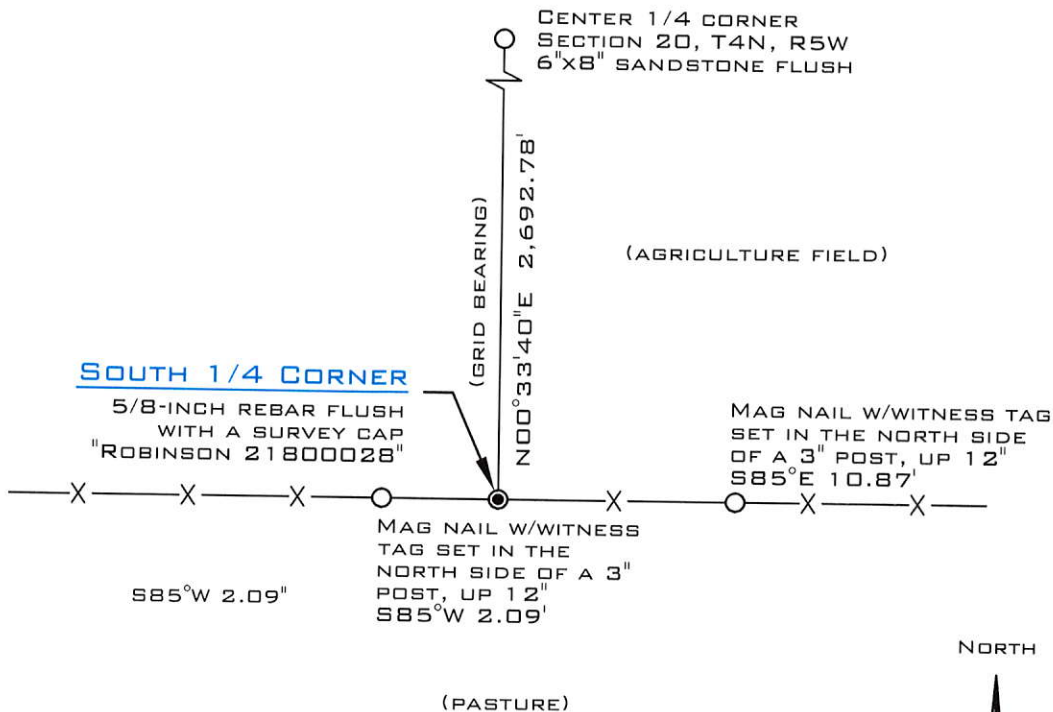 CENTER 1/4 CORNER
SECTION 20, T4N, R5W
6"X8" SANDSTONE FLUSH
(GRID BEARING)
N00°33'40"E 2,692.78'
(AGRICULTURE FIELD)
SOUTH 1/4 CORNER
5/8-INCH REBAR FLUSH
WITH A SURVEY CAP
"ROBINSON 21800028"
MAG NAIL W/WITNESS TAG
SET IN THE NORTH SIDE
OF A 3" POST, UP 12"
S85°E 10.87'
MAG NAIL W/WITNESS
TAG SET IN THE
NORTH SIDE OF A 3"
POST, UP 12"
S85°W 2.09'
S85°W 2.09"
(PASTURE)
NORTH